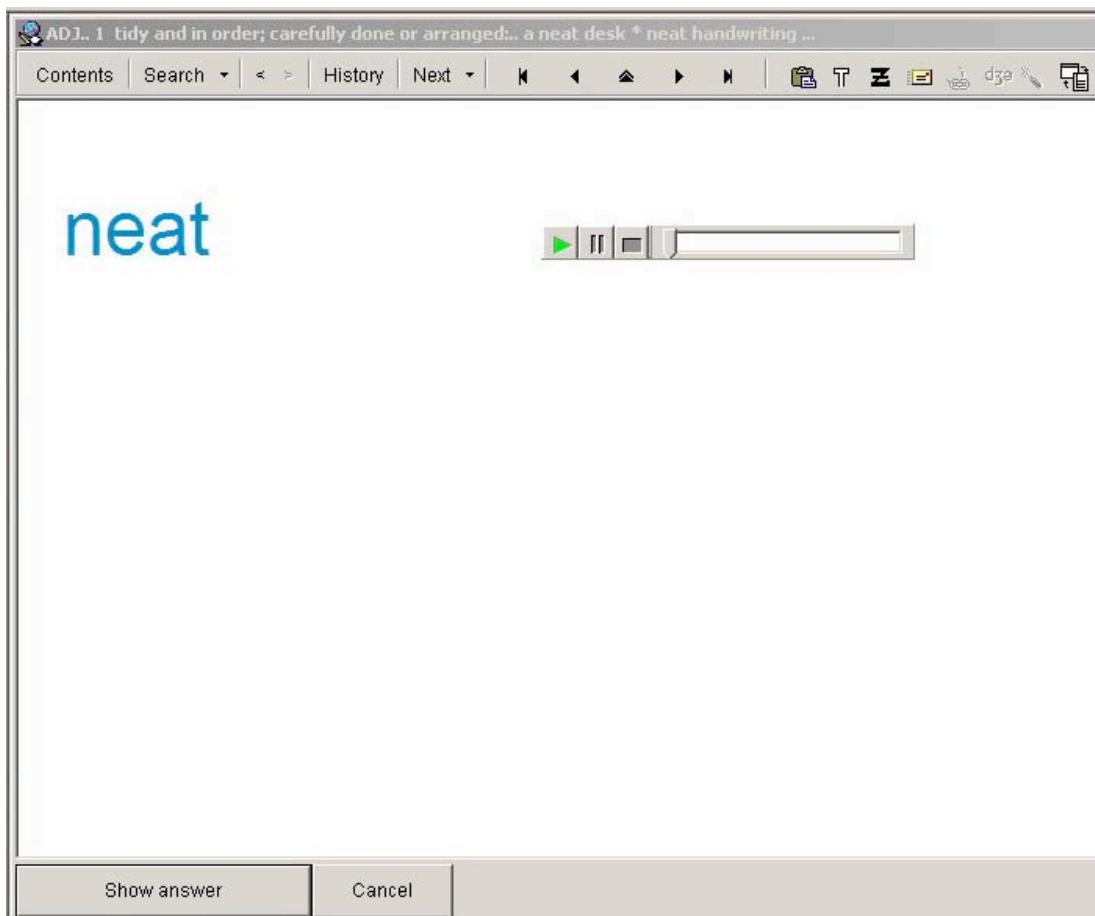 ADJ.. 1 tidy and in order; carefully done or arranged:.. a neat desk * neat handwriting ...
Contents Search < > History Next dʒə
neat
Show answer Cancel